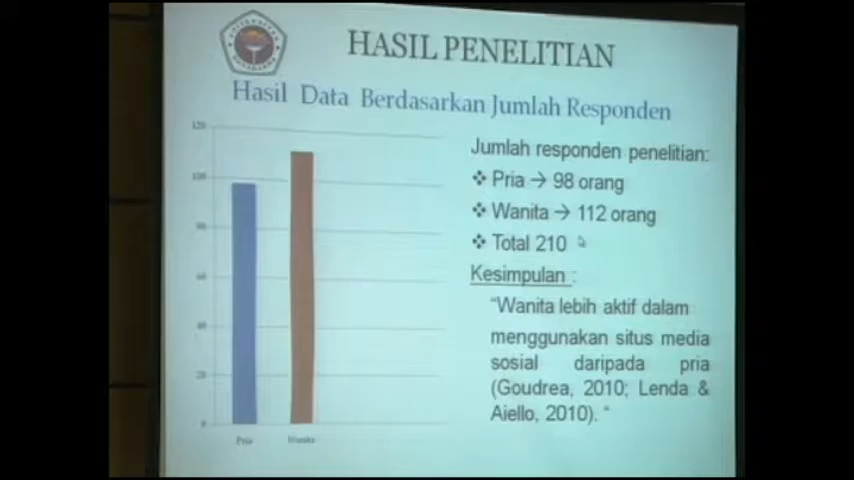 HASIL PENELITIAN
Hasil Data Berdasarkan Jumlah Responden
120
100
80
60
40
20
0
Pria
Wanita
Jumlah responden penelitian:
❖ Pria → 98 orang
❖ Wanita → 112 orang
❖ Total 210
Kesimpulan :
“Wanita lebih aktif dalam
menggunakan situs media
sosial daripada pria
(Goudrea, 2010; Lenda &
Aiello, 2010). “